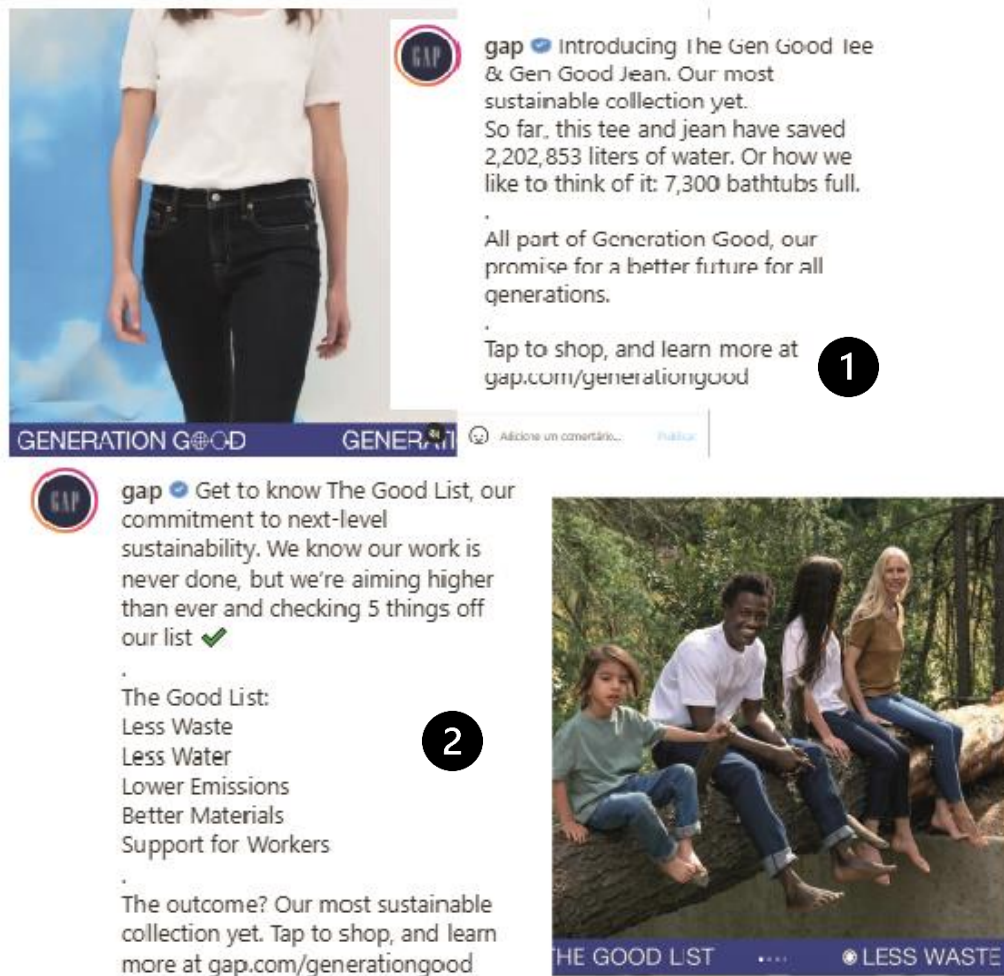 GAP
gap Introducing The Gen Good Tee
& Gen Good Jean. Our most
sustainable collection yet.
So far, this tee and jean have saved
2,202,853 liters of water. Or how we
like to think of it: 7,300 bathtubs full.
.
All part of Generation Good, our
promise for a better future for all
generations.
.
Tap to shop, and learn more at
gap.com/generationgood
1
GENERATION GOOD GENERATI
Adicione um comentário... Publicar
GAP
gap Get to know The Good List, our
commitment to next-level
sustainability. We know our work is
never done, but we're aiming higher
than ever and checking 5 things off
our list ✔
.
The Good List:
Less Waste
Less Water
Lower Emissions
Better Materials
Support for Workers
.
The outcome? Our most sustainable
collection yet. Tap to shop, and learn
more at gap.com/generationgood
2
THE GOOD LIST LESS WASTE